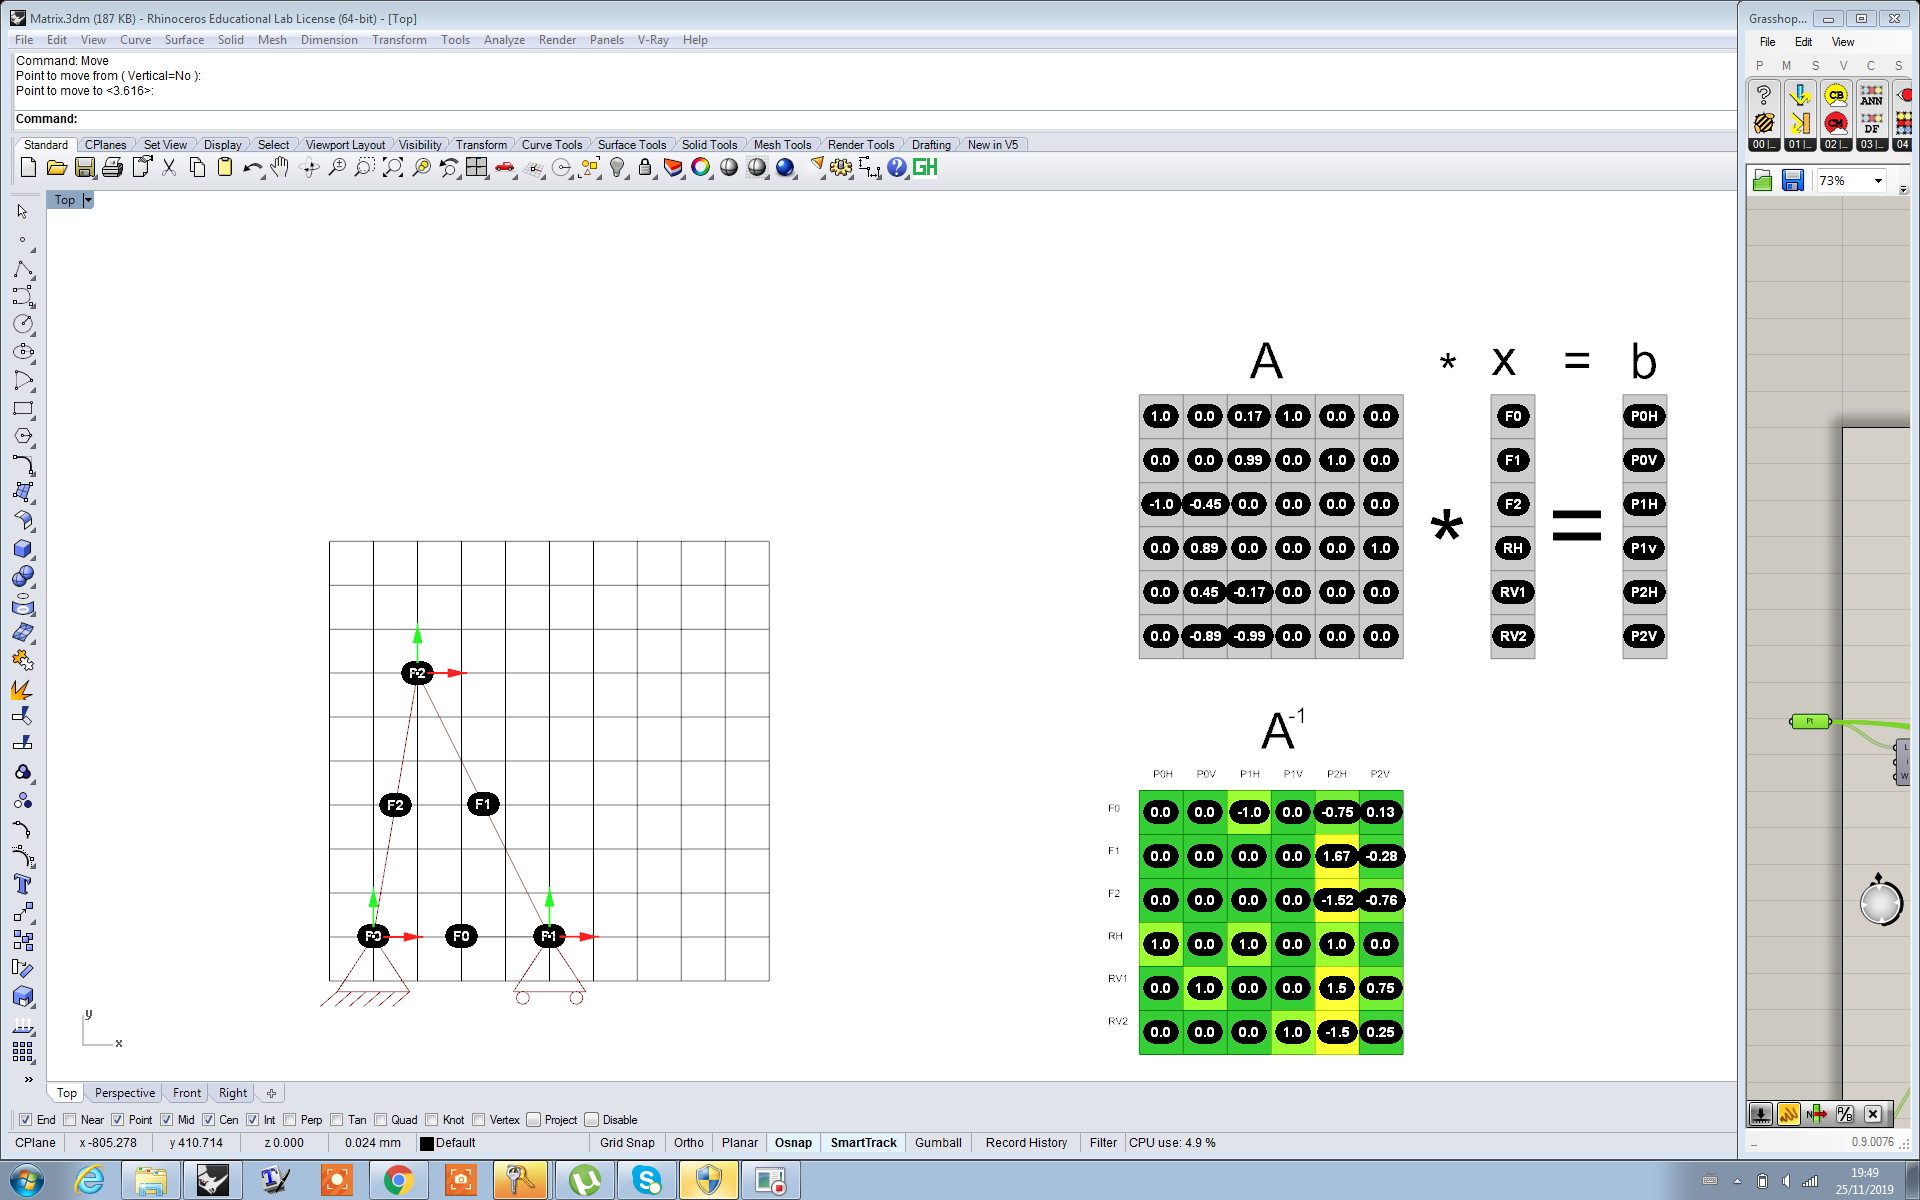 Matrix.3dm (187 KB) - Rhinoceros Educational Lab License (64-bit) - [Top]
File Edit View Curve Surface Solid Mesh Dimension Transform Tools Analyze Render Panels V-Ray Help
Command: Move
Point to move from ( Vertical=No ):
Point to move to <3.616>:
Command:
Standard CPlanes Set View Display Select Viewport Layout Visibility Transform Curve Tools Surface Tools Solid Tools Mesh Tools Render Tools Drafting New in V5
GH
Top
Grasshop...
File Edit View
P M S V C S
CB ANN
CM DF
00 |... 01 |... 02 |... 03 |... 04
73%
A * x = b
1.0 0.0 0.17 1.0 0.0 0.0 F0 P0H
0.0 0.0 0.99 0.0 1.0 0.0 F1 P0V
-1.0 -0.45 0.0 0.0 0.0 0.0 F2 P1H
* =
0.0 0.89 0.0 0.0 0.0 1.0 RH P1v
0.0 0.45 -0.17 0.0 0.0 0.0 RV1 P2H
0.0 -0.89 -0.99 0.0 0.0 0.0 RV2 P2V
A-1
P0H P0V P1H P1V P2H P2V
F0 0.0 0.0 -1.0 0.0 -0.75 0.13
F1 0.0 0.0 0.0 0.0 1.67 -0.28
F2 0.0 0.0 0.0 0.0 -1.52 -0.76
RH 1.0 0.0 1.0 0.0 1.0 0.0
RV1 0.0 1.0 0.0 0.0 1.5 0.75
RV2 0.0 0.0 0.0 1.0 -1.5 0.25
P2
F2 F1
P0 F0 P1
y
x
Pt
L
i
W
Top Perspective Front Right
End Near Point Mid Cen Int Perp Tan Quad Knot Vertex Project Disable
CPlane x -805.278 y 410.714 z 0.000 0.024 mm Default Grid Snap Ortho Planar Osnap SmartTrack Gumball Record History Filter CPU use: 4.9 %
... 0.9.0076
19:49
25/11/2019